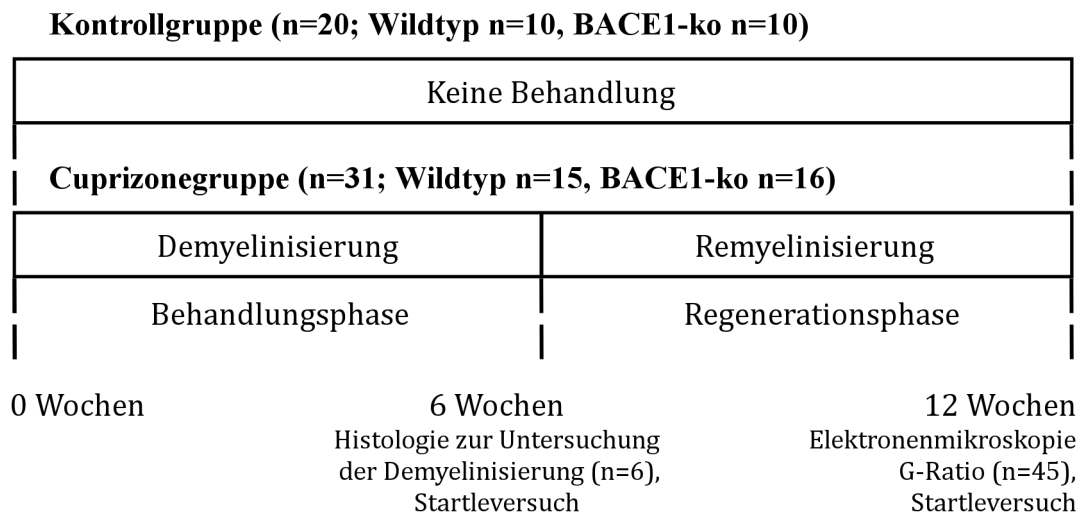 Kontrollgruppe (n=20; Wildtyp n=10, BACE1-ko n=10)
Keine Behandlung
Cuprizonegruppe (n=31; Wildtyp n=15, BACE1-ko n=16)
Demyelinisierung
Remyelinisierung
Behandlungsphase
Regenerationsphase
0 Wochen
6 Wochen
12 Wochen
Histologie zur Untersuchung
der Demyelinisierung (n=6),
Startleversuch
Elektronenmikroskopie
G-Ratio (n=45),
Startleversuch